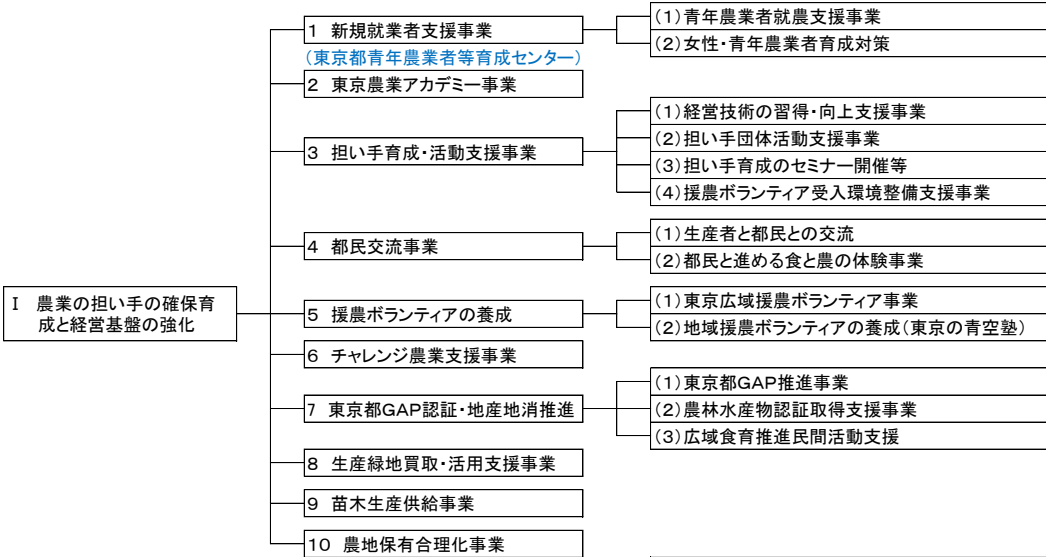 Ⅰ 農業の担い手の確保育
成と経営基盤の強化
1 新規就業者支援事業
(東京都青年農業者等育成センター)
(1)青年農業者就農支援事業
(2)女性・青年農業者育成対策
2 東京農業アカデミー事業
3 担い手育成・活動支援事業
(1)経営技術の習得・向上支援事業
(2)担い手団体活動支援事業
(3)担い手育成のセミナー開催等
(4)援農ボランティア受入環境整備支援事業
4 都民交流事業
(1)生産者と都民との交流
(2)都民と進める食と農の体験事業
5 援農ボランティアの養成
(1)東京広域援農ボランティア事業
(2)地域援農ボランティアの養成(東京の青空塾)
6 チャレンジ農業支援事業
7 東京都GAP認証・地産地消推進
(1)東京都GAP推進事業
(2)農林水産物認証取得支援事業
(3)広域食育推進民間活動支援
8 生産緑地買取・活用支援事業
9 苗木生産供給事業
10 農地保有合理化事業